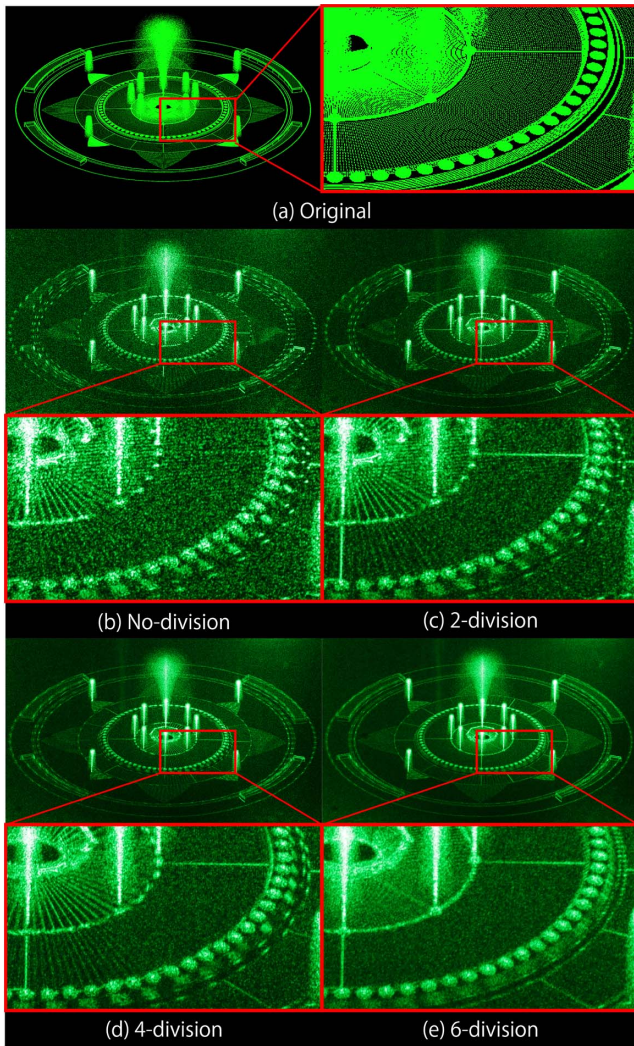 (a) Original
(b) No-division
(c) 2-division
(d) 4-division
(e) 6-division